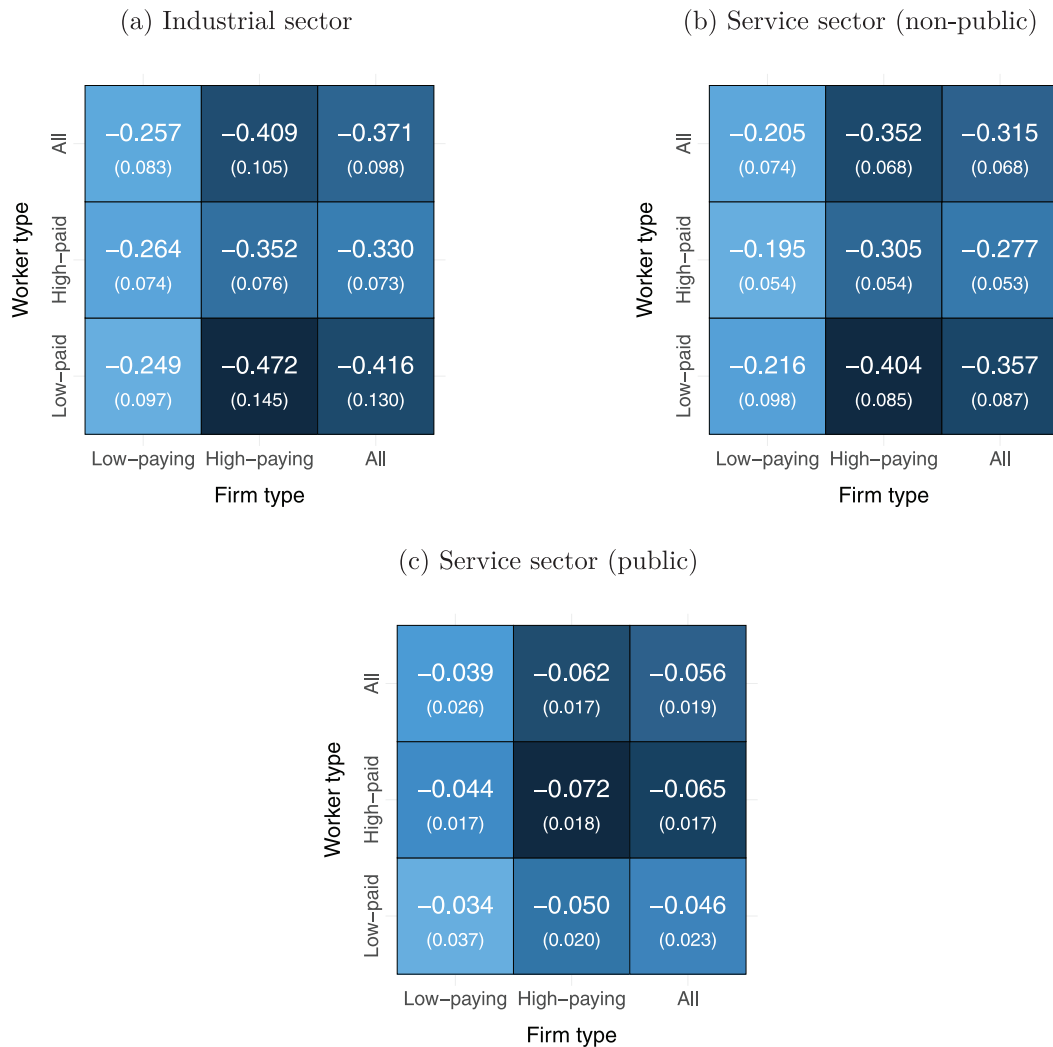 (a) Industrial sector
Worker type
All
−0.257 −0.409 −0.371
(0.083) (0.105) (0.098)
High−paid
−0.264 −0.352 −0.330
(0.074) (0.076) (0.073)
Low−paid
−0.249 −0.472 −0.416
(0.097) (0.145) (0.130)
Low−paying High−paying All
Firm type
(b) Service sector (non-public)
Worker type
All
−0.205 −0.352 −0.315
(0.074) (0.068) (0.068)
High−paid
−0.195 −0.305 −0.277
(0.054) (0.054) (0.053)
Low−paid
−0.216 −0.404 −0.357
(0.098) (0.085) (0.087)
Low−paying High−paying All
Firm type
(c) Service sector (public)
Worker type
All
−0.039 −0.062 −0.056
(0.026) (0.017) (0.019)
High−paid
−0.044 −0.072 −0.065
(0.017) (0.018) (0.017)
Low−paid
−0.034 −0.050 −0.046
(0.037) (0.020) (0.023)
Low−paying High−paying All
Firm type